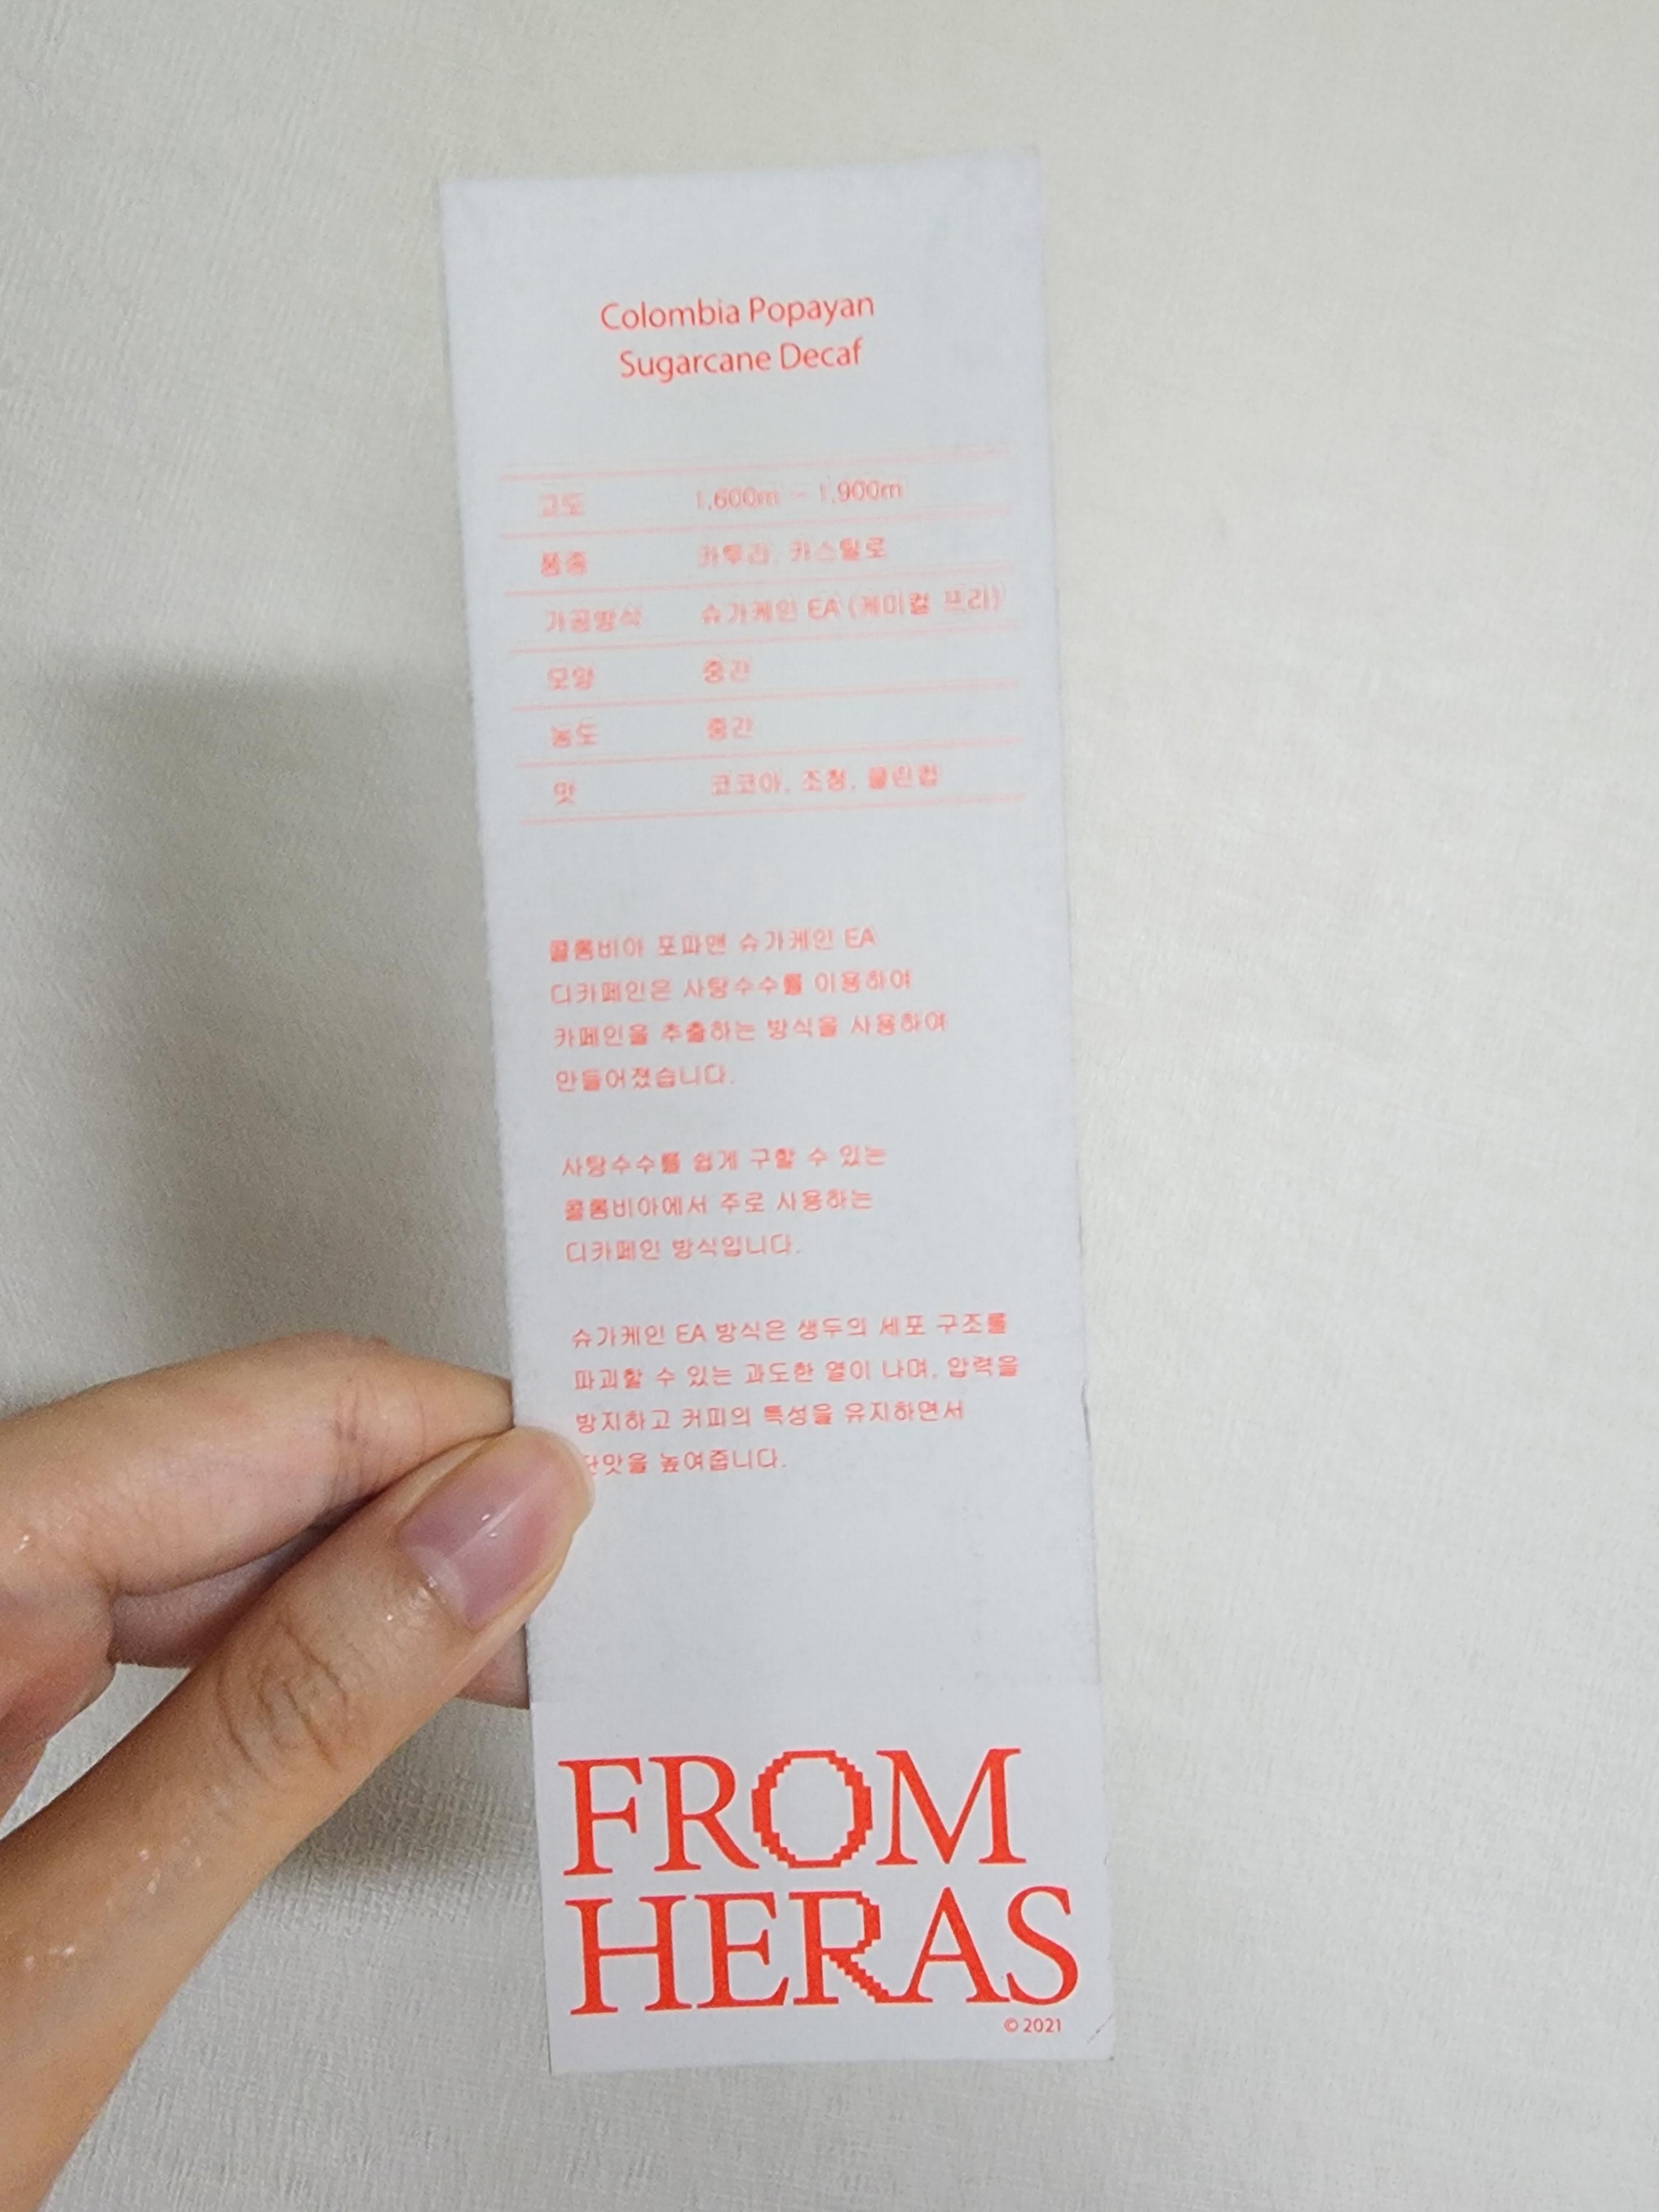 Colombia Popayan
Sugarcane Decaf
고도 1,600m – 1,900m
품종 카투라, 카스틸로
가공방식 슈가케인 EA (케미컬 프리)
모양 중간
농도 중간
맛 코코아, 조청, 클린컵
콜롬비아 포파얀 슈가케인 EA
디카페인은 사탕수수를 이용하여
카페인을 추출하는 방식을 사용하여
만들어졌습니다.
사탕수수를 쉽게 구할 수 있는
콜롬비아에서 주로 사용하는
디카페인 방식입니다.
슈가케인 EA 방식은 생두의 세포 구조를
파괴할 수 있는 과도한 열이 나며, 압력을
방지하고 커피의 특성을 유지하면서
단맛을 높여줍니다.
FROM
HERAS
© 2021